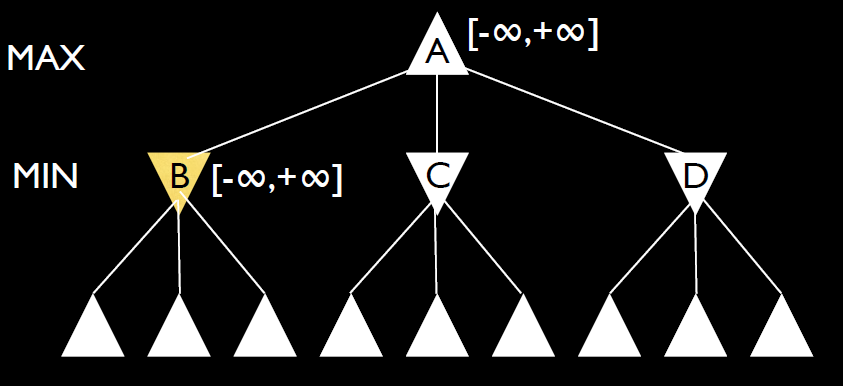 A [-∞,+∞]
MAX
MIN B [-∞,+∞] C D